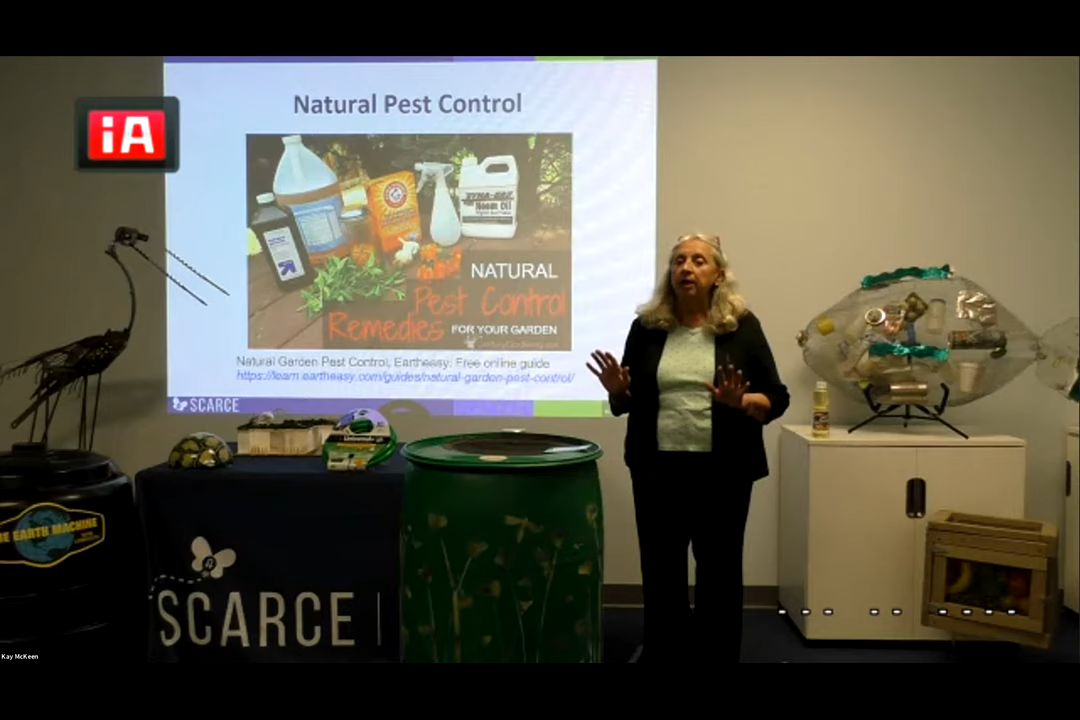 Natural Pest Control
iA
Neem Oil
NATURAL
Pest Control
Remedies FOR YOUR GARDEN
Natural Garden Pest Control, Eartheasy. Free online guide
https://learn.eartheasy.com/guides/natural-garden-pest-control/
SCARCE
THE EARTH MACHINE
SCARCE
Kay McKeen